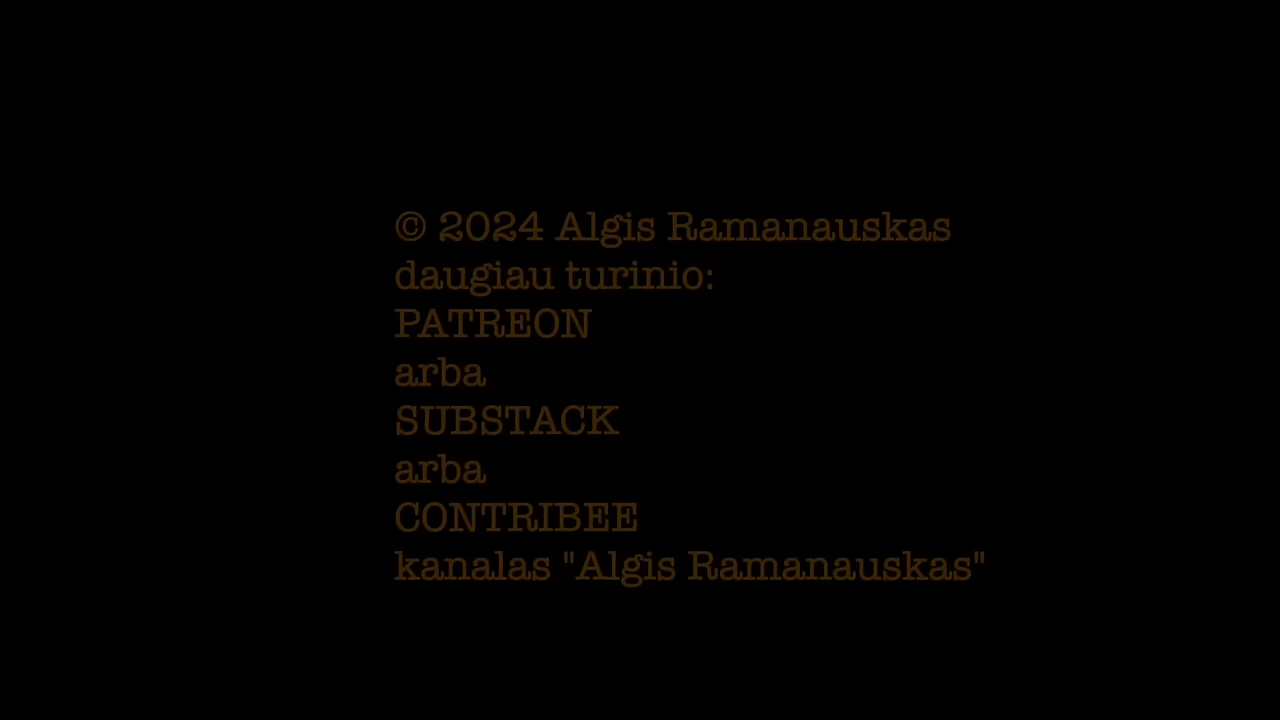 © 2024 Algis Ramanauskas
daugiau turinio:
PATREON
arba
SUBSTACK
arba
CONTRIBEE
kanalas "Algis Ramanauskas"